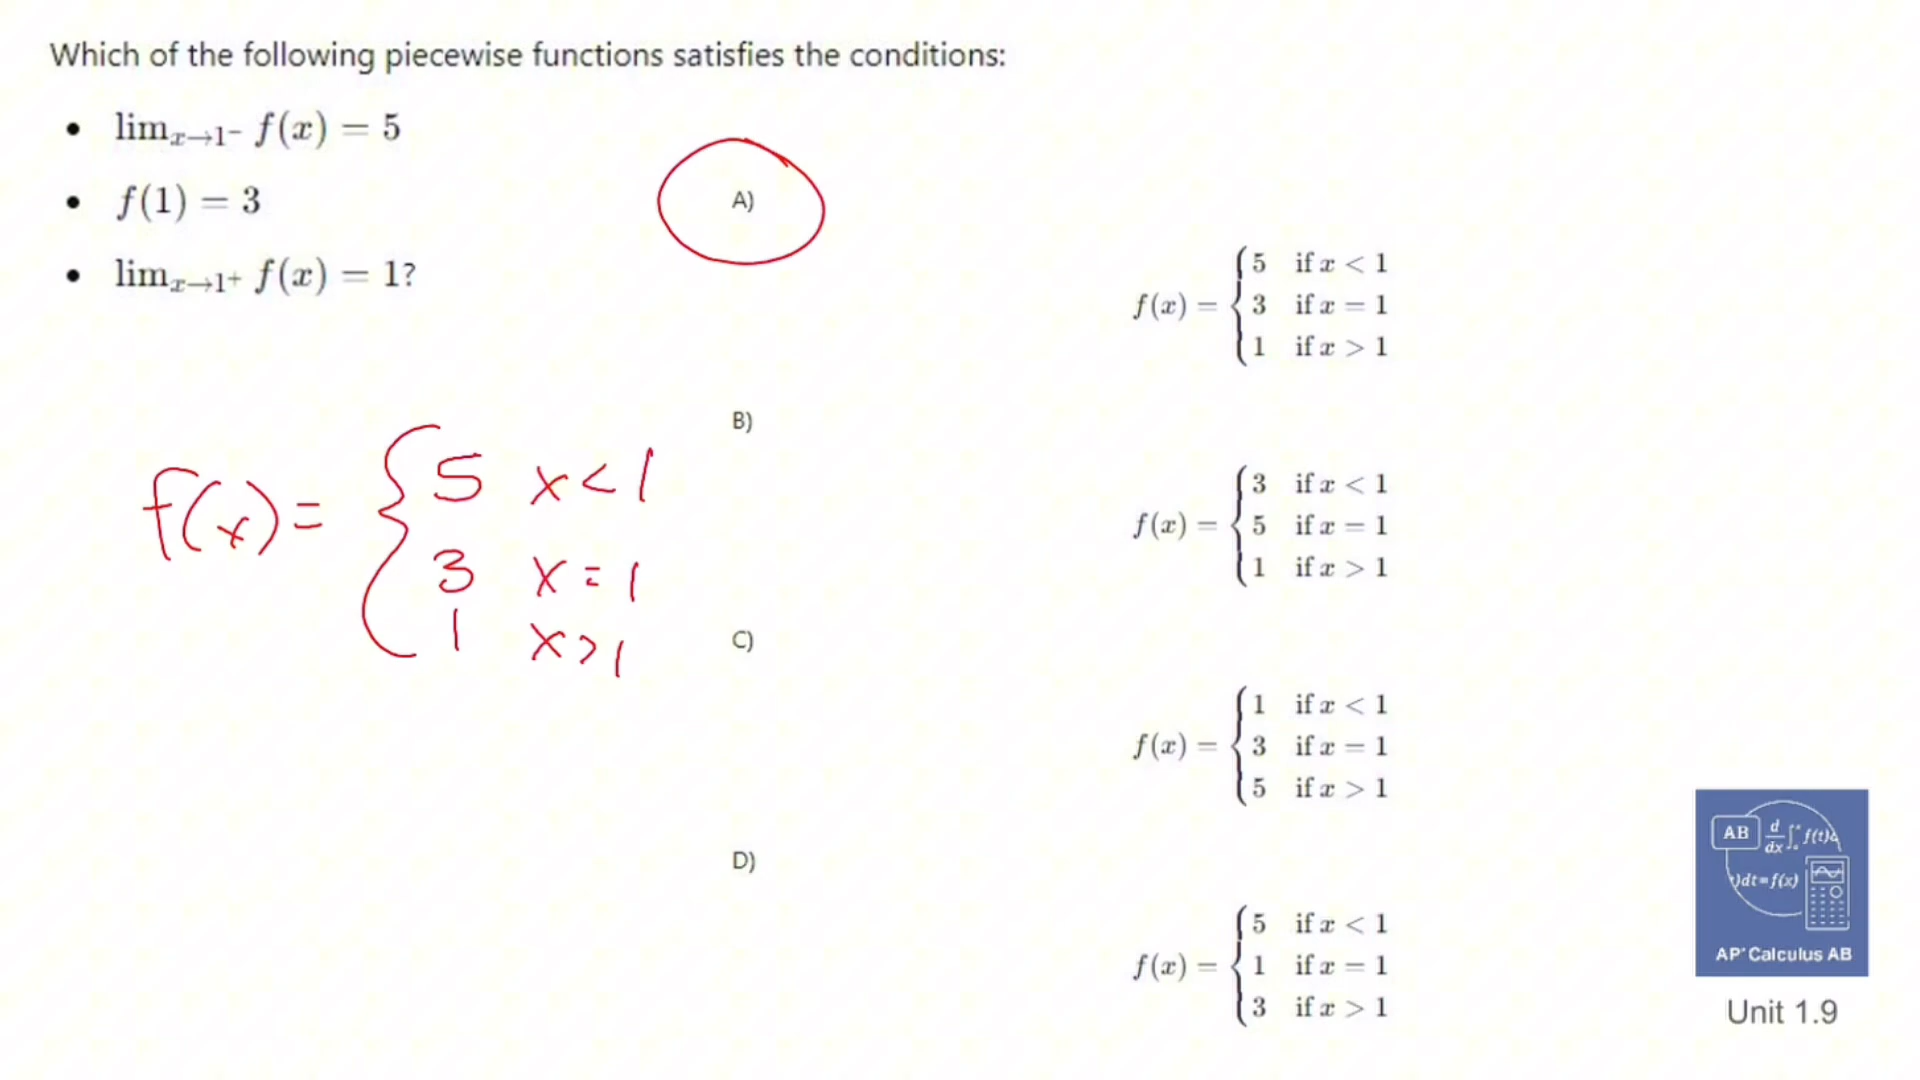 Which of the following piecewise functions satisfies the conditions:
• lim_{x→1⁻} f(x) = 5
• f(1) = 3
• lim_{x→1⁺} f(x) = 1?
f(x) = { 5 x < 1
3 x = 1
1 x > 1
A)
f(x) = { 5 if x < 1
3 if x = 1
1 if x > 1
B)
f(x) = { 3 if x < 1
5 if x = 1
1 if x > 1
C)
f(x) = { 1 if x < 1
3 if x = 1
5 if x > 1
D)
f(x) = { 5 if x < 1
1 if x = 1
3 if x > 1
AB
)dt=f(x)
AP® Calculus AB
Unit 1.9